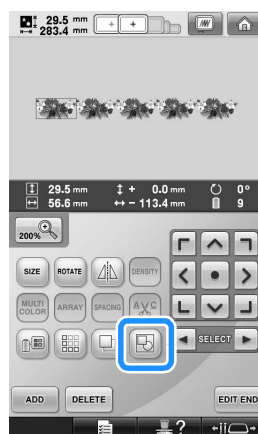 29.5 mm
283.4 mm
29.5 mm + 0.0 mm 0°
56.6 mm - 113.4 mm 9
200%
SIZE ROTATE DENSITY
MULTI COLOR ARRAY SPACING AVC
SELECT
ADD DELETE EDIT END
?